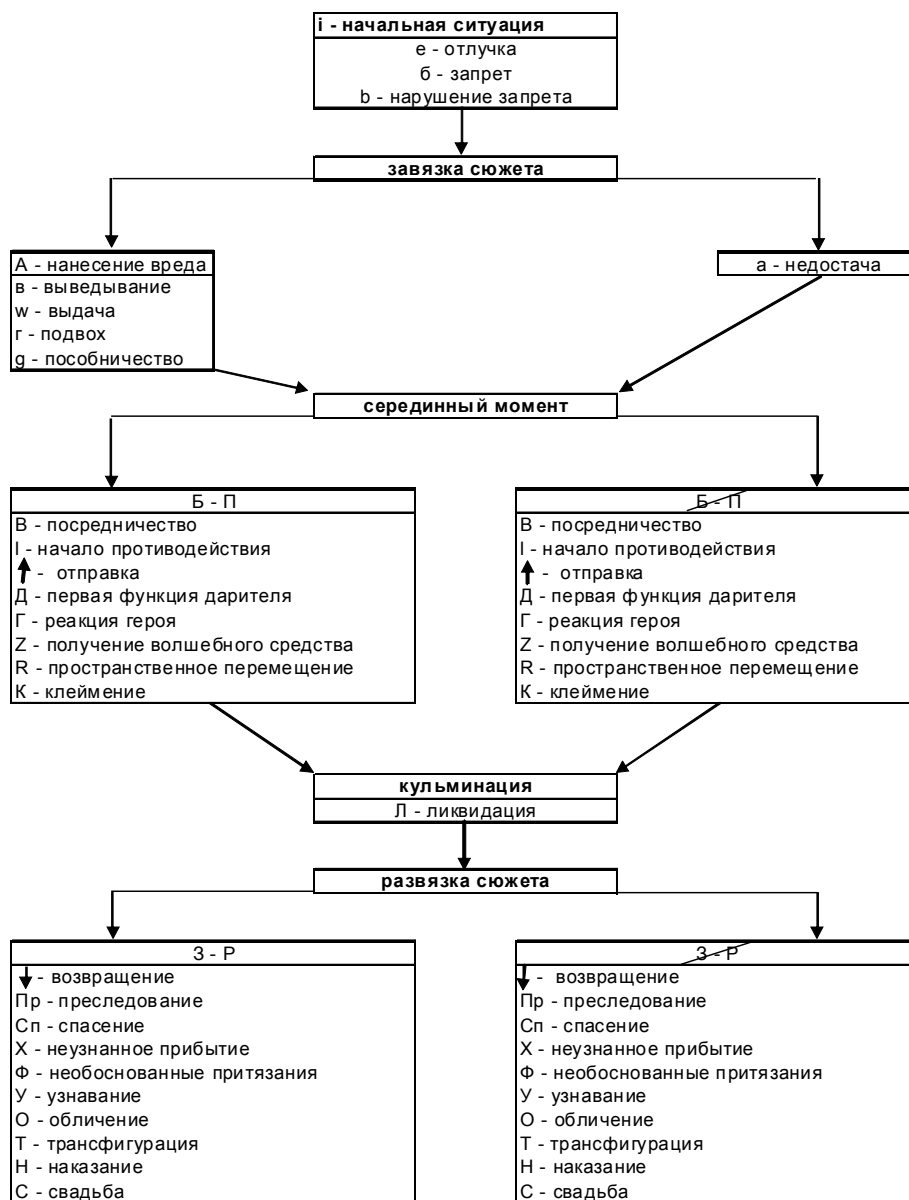 i - начальная ситуация
е - отлучка
б - запрет
b - нарушение запрета
завязка сюжета
А - нанесение вреда
в - выведывание
w - выдача
г - подвох
g - пособничество
а - недостача
серединный момент
Б - П
В - посредничество
I - начало противодействия
↑ - отправка
Д - первая функция дарителя
Г - реакция героя
Z - получение волшебного средства
R - пространственное перемещение
К - клеймение
Б - П
В - посредничество
I - начало противодействия
↑ - отправка
Д - первая функция дарителя
Г - реакция героя
Z - получение волшебного средства
R - пространственное перемещение
К - клеймение
кульминация
Л - ликвидация
развязка сюжета
З - Р
↓ - возвращение
Пр - преследование
Сп - спасение
Х - неузнанное прибытие
Ф - необоснованные притязания
У - узнавание
О - обличение
Т - трансфигурация
Н - наказание
С - свадьба
З - Р
↓ - возвращение
Пр - преследование
Сп - спасение
Х - неузнанное прибытие
Ф - необоснованные притязания
У - узнавание
О - обличение
Т - трансфигурация
Н - наказание
С - свадьба